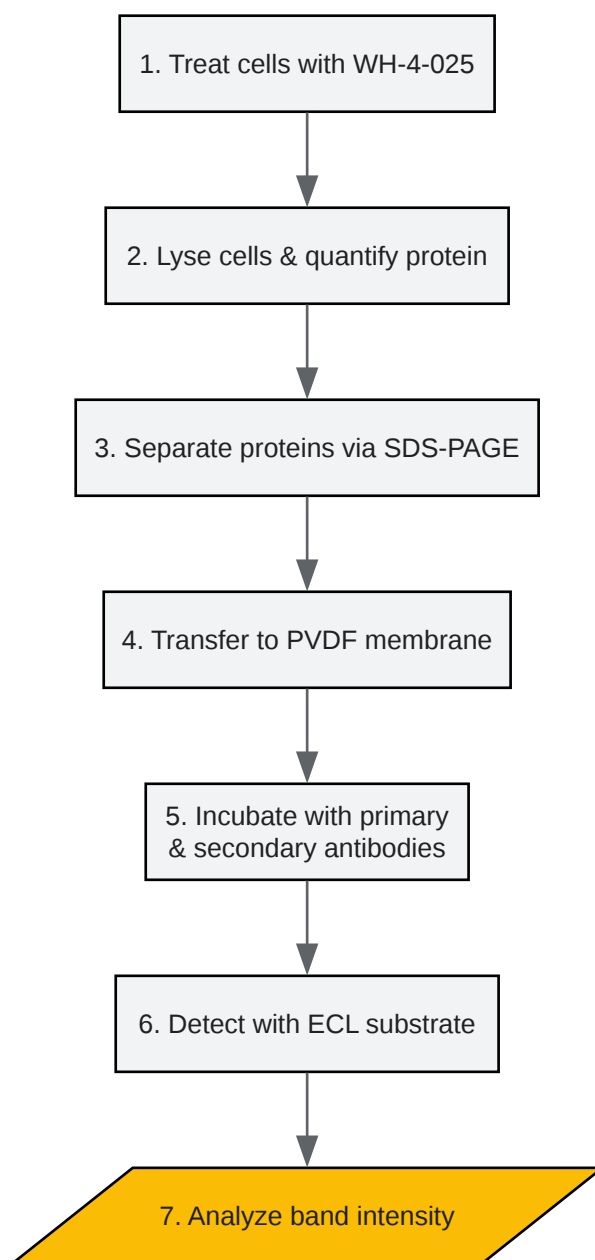 1. Treat cells with WH-4-025
2. Lyse cells & quantify protein
3. Separate proteins via SDS-PAGE
4. Transfer to PVDF membrane
5. Incubate with primary
& secondary antibodies
6. Detect with ECL substrate
7. Analyze band intensity